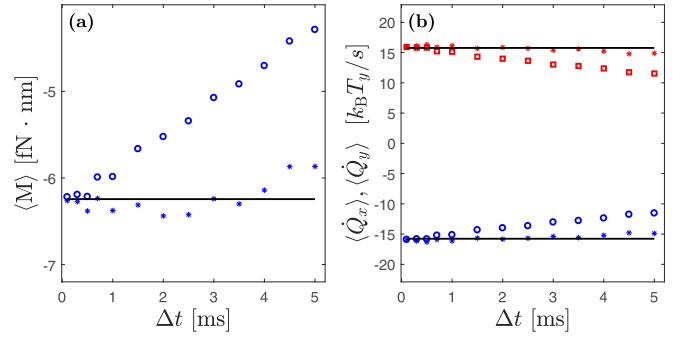 (a)
⟨M⟩ [fN · nm]
-5
-6
-7
0 1 2 3 4 5
Δt [ms]
(b)
⟨Q̇x⟩, ⟨Q̇y⟩ [kBTy/s]
20
15
10
5
0
-5
-10
-15
-20
0 1 2 3 4 5
Δt [ms]